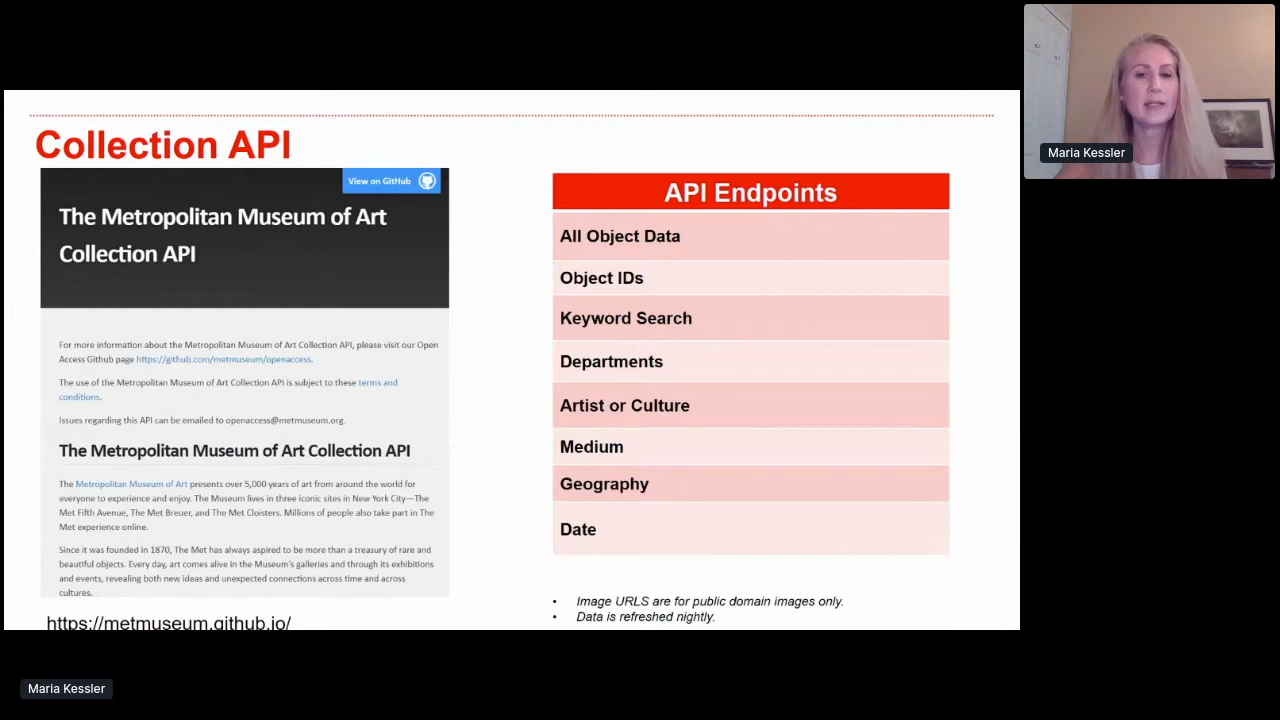 Collection API
View on GitHub
The Metropolitan Museum of Art
Collection API
For more information about the Metropolitan Museum of Art Collection API, please visit our Open
Access Github page https://github.com/metmuseum/openaccess.
The use of the Metropolitan Museum of Art Collection API is subject to these terms and
conditions.
Issues regarding this API can be emailed to openaccess@metmuseum.org.
The Metropolitan Museum of Art Collection API
The Metropolitan Museum of Art presents over 5,000 years of art from around the world for
everyone to experience and enjoy. The Museum lives in three iconic sites in New York City—The
Met Fifth Avenue, The Met Breuer, and The Met Cloisters. Millions of people also take part in The
Met experience online.
Since it was founded in 1870, The Met has always aspired to be more than a treasury of rare and
beautiful objects. Every day, art comes alive in the Museum's galleries and through its exhibitions
and events, revealing both new ideas and unexpected connections across time and across
cultures.
https://metmuseum.github.io/
API Endpoints
All Object Data
Object IDs
Keyword Search
Departments
Artist or Culture
Medium
Geography
Date
• Image URLS are for public domain images only.
• Data is refreshed nightly.
Maria Kessler
Maria Kessler